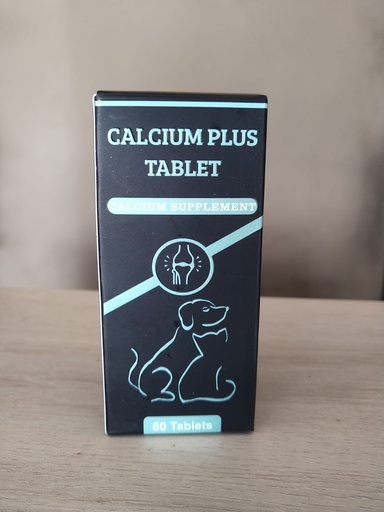 CALCIUM PLUS
TABLET
CALCIUM SUPPLEMENT
60 Tablets